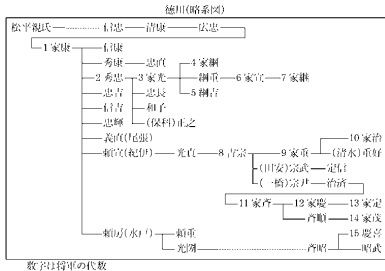 徳川(略系図)
松平親氏 信忠 清康 広忠
1家康 信康
秀康 忠直 4家綱
2秀忠 3家光 綱重 6家宣 7家継
忠吉 忠長 5綱吉
信吉 和子
忠輝 (保科)正之
義直(尾張) 10家治
頼宣(紀伊) 光貞 8吉宗 9家重 (清水)重好
(田安)宗武 定信
(一橋)宗尹 治済
11家斉 12家慶 13家定
斉順 14家茂
頼房(水戸) 頼重 15慶喜
光圀 斉昭 昭武
数字は将軍の代数